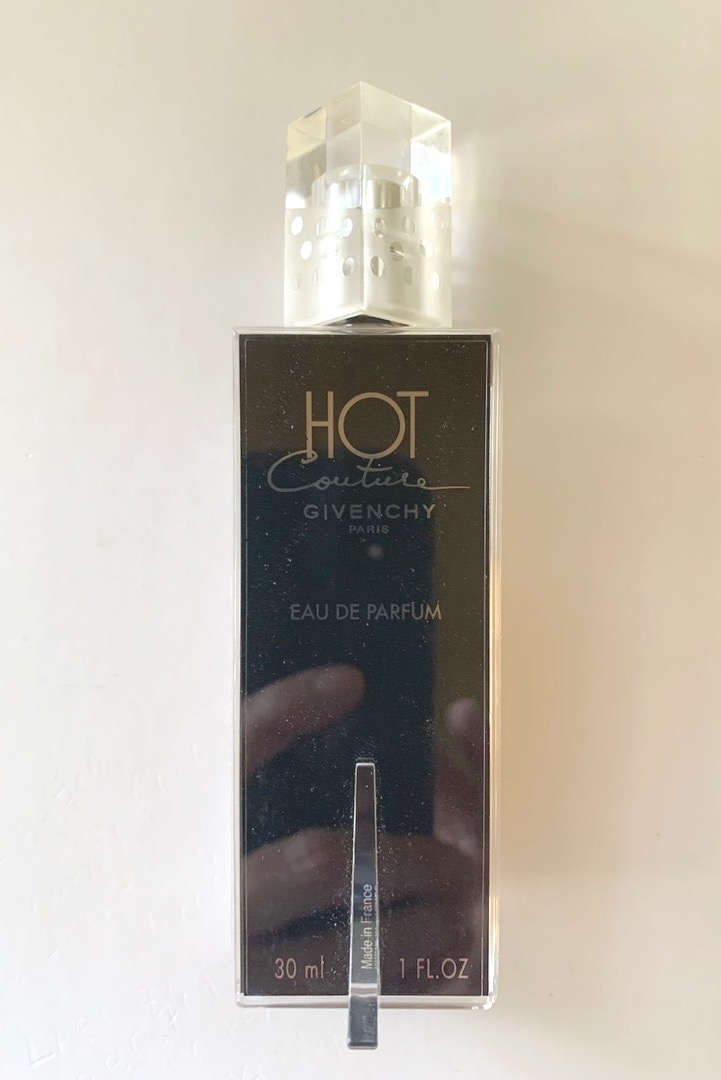 HOT
Couture
GIVENCHY
PARIS
EAU DE PARFUM
Made in France
30 ml
1 FL.OZ